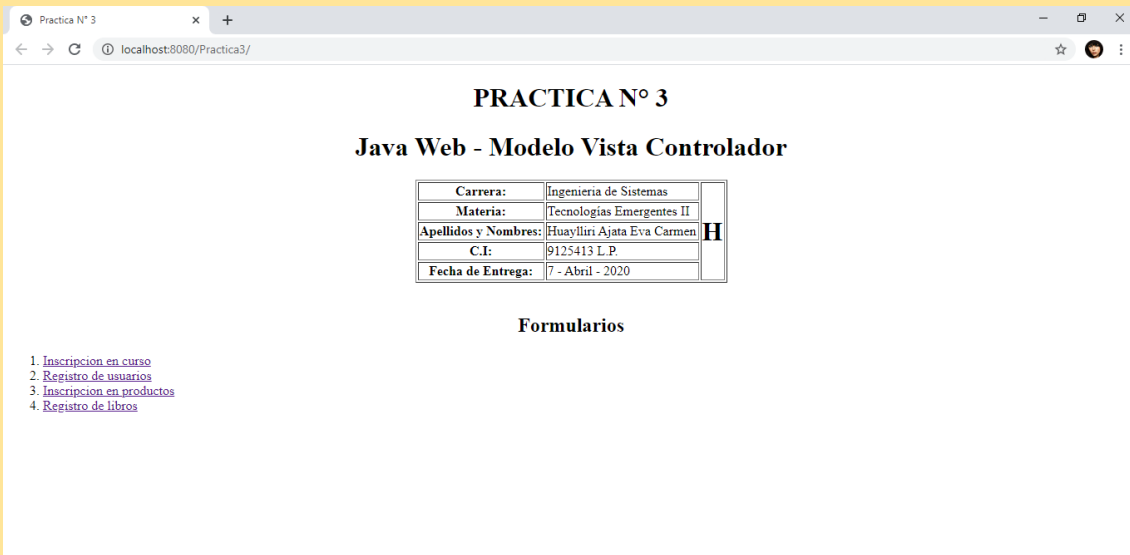 Practica N° 3
localhost:8080/Practica3/
PRACTICA N° 3
Java Web - Modelo Vista Controlador
Carrera: Ingenieria de Sistemas
Materia: Tecnologías Emergentes II
Apellidos y Nombres: Huaylliri Ajata Eva Carmen H
C.I: 9125413 L.P.
Fecha de Entrega: 7 - Abril - 2020
Formularios
1. Inscripcion en curso
2. Registro de usuarios
3. Inscripcion en productos
4. Registro de libros